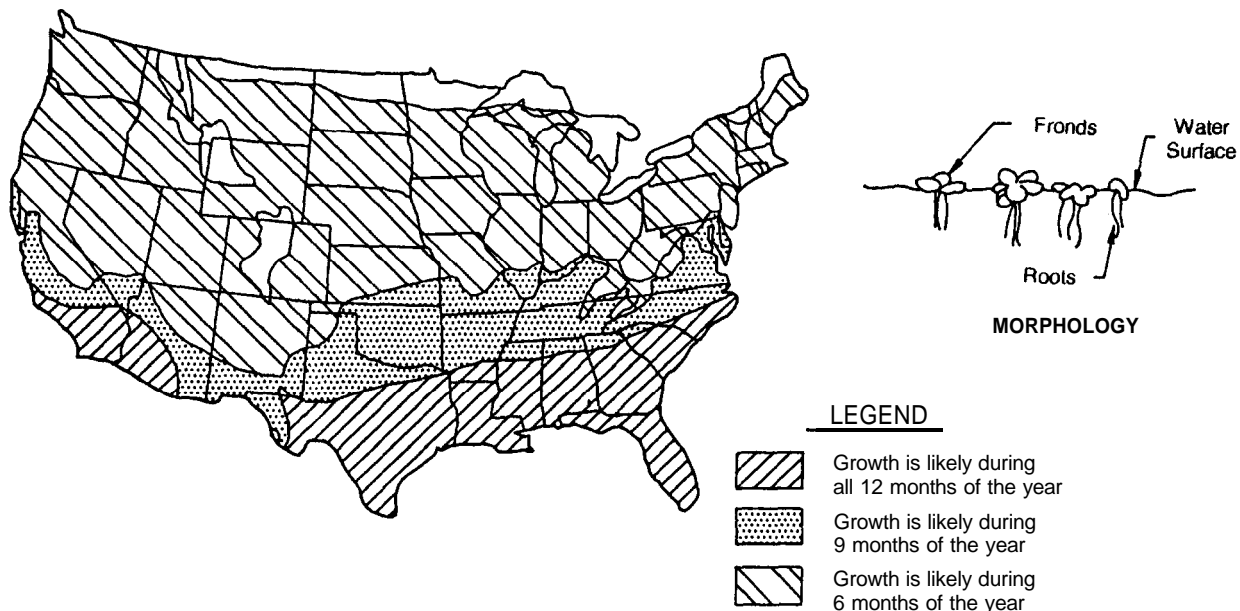 Fronds
Water
Surface
Roots
MORPHOLOGY
LEGEND
Growth is likely during
all 12 months of the year
Growth is likely during
9 months of the year
Growth is likely during
6 months of the year